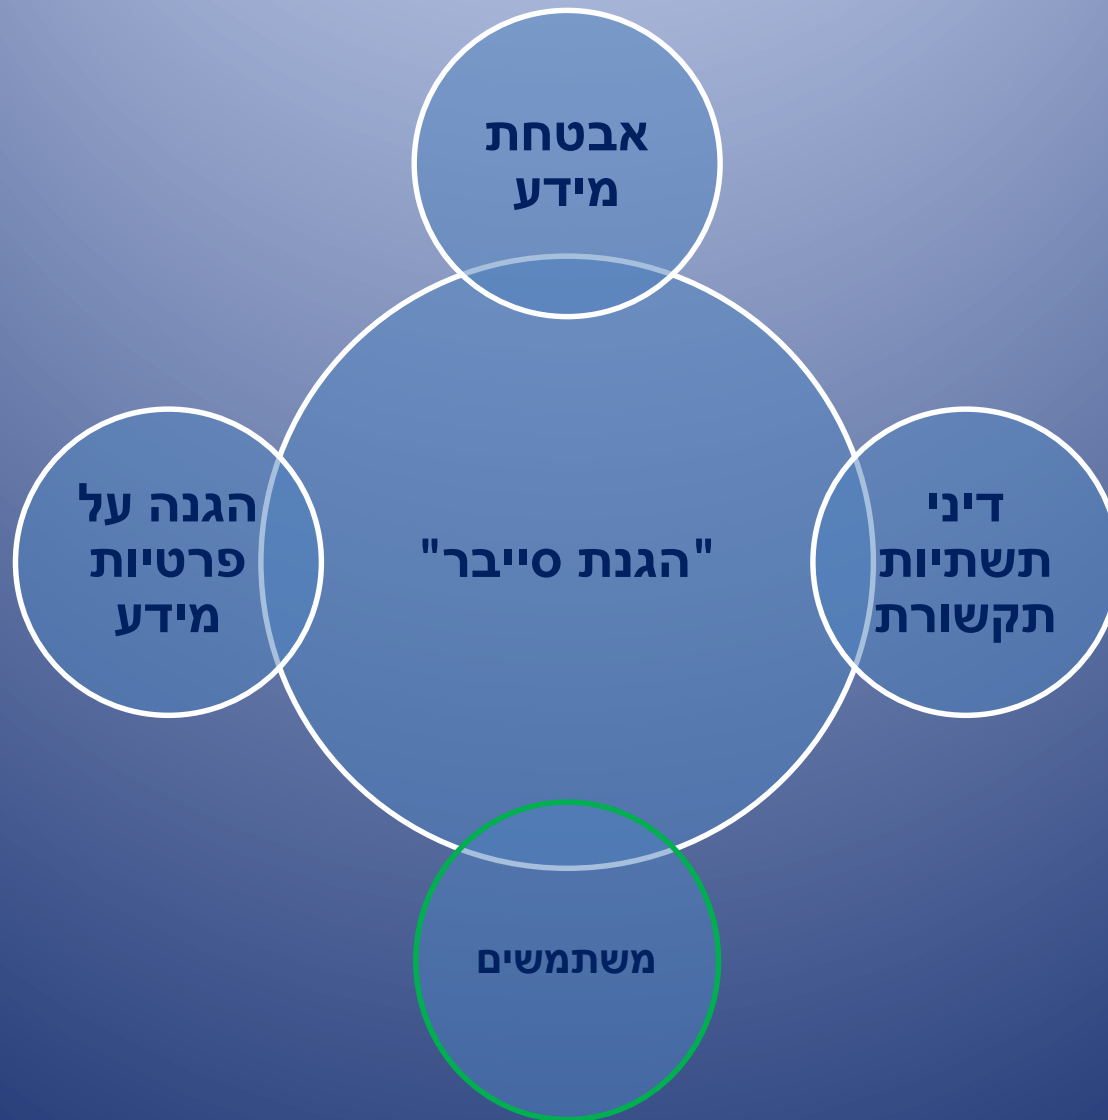 אבטחת
מידע
הגנה על
פרטיות
מידע
"הגנת סייבר"
דיני
תשתיות
תקשורת
משתמשים